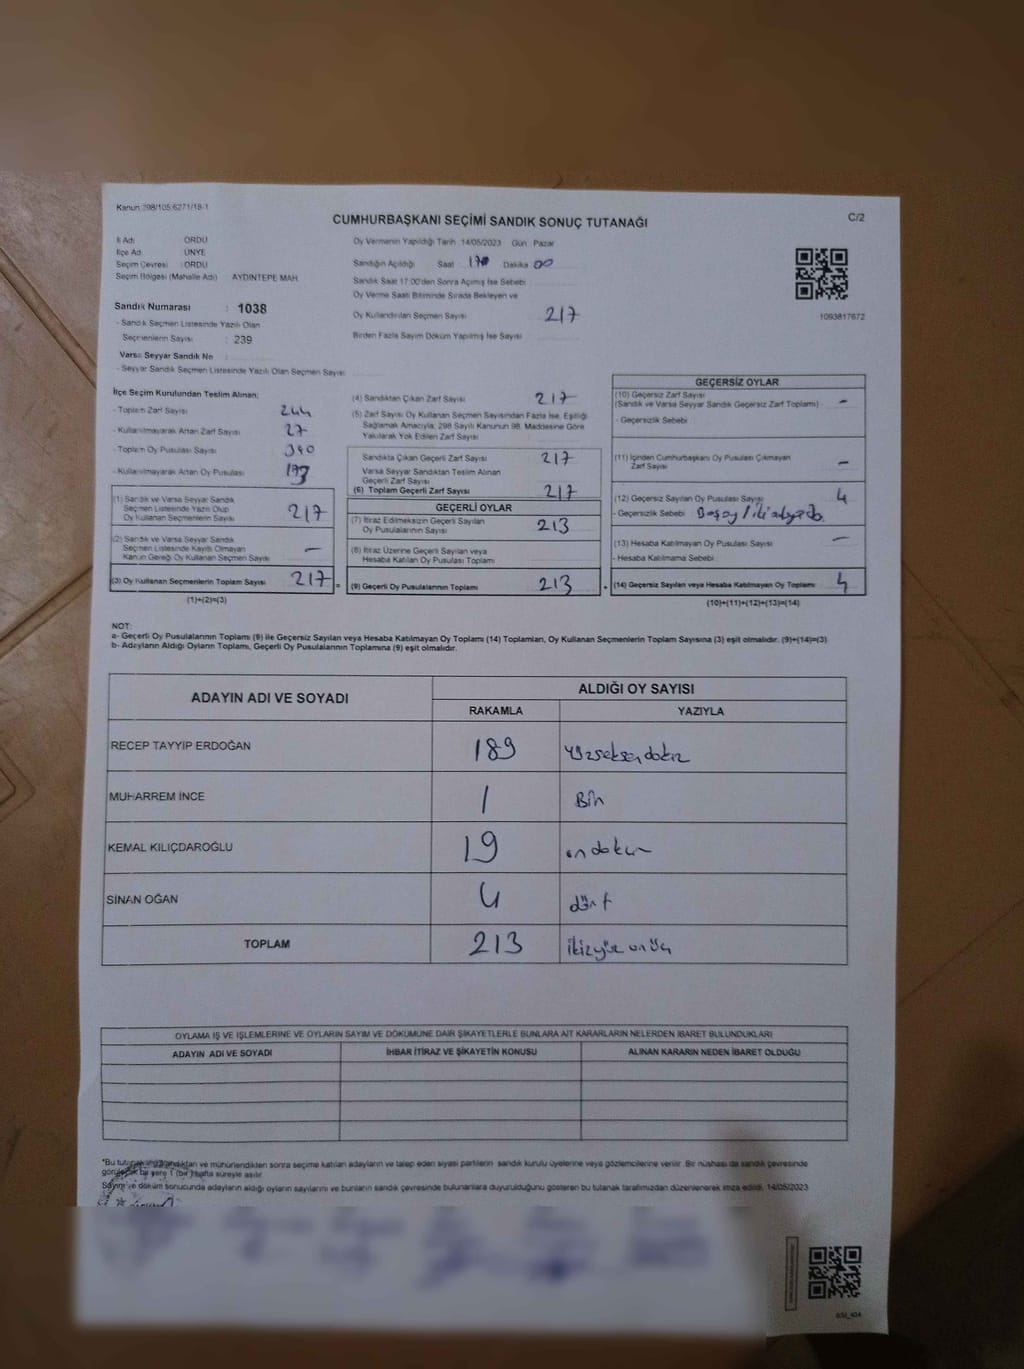 Kanun:298/105;6271/18-1
CUMHURBAŞKANI SEÇİMİ SANDIK SONUÇ TUTANAĞI
C/2
İl Adı : ORDU
İlçe Adı : ÜNYE
Seçim Çevresi : ORDU
Seçim Bölgesi (Mahalle Adı) AYDINTEPE MAH.
Sandık Numarası : 1038
- Sandık Seçmen Listesinde Yazılı Olan
Seçmenlerin Sayısı : 239
Varsa Seyyar Sandık No :
- Seyyar Sandık Seçmen Listesinde Yazılı Olan Seçmen Sayısı
Oy Vermenin Yapıldığı Tarih :14/05/2023 Gün : Pazar
Sandığın Açıldığı Saat 17 Dakika 00
Sandık Saat 17:00'den Sonra Açılmış İse Sebebi
Oy Verme Saati Bitiminde Sırada Bekleyen ve
Oy Kullandırılan Seçmen Sayısı 217
Birden Fazla Sayım Döküm Yapılmış İse Sayısı
1093817672
İlçe Seçim Kurulundan Teslim Alınan;
- Toplam Zarf Sayısı 244
- Kullanılmayarak Artan Zarf Sayısı 27
- Toplam Oy Pusulası Sayısı 390
- Kullanılmayarak Artan Oy Pusulası
(1) Sandık ve Varsa Seyyar Sandık
Seçmen Listesinde Yazılı Olup
Oy Kullanan Seçmenlerin Sayısı 217
(2) Sandık ve Varsa Seyyar Sandık
Seçmen Listesinde Kayıtlı Olmayan
Kanun Gereği Oy Kullanan Seçmen Sayısı -
(3) Oy Kullanan Seçmenlerin Toplam Sayısı 217 =
(1)+(2)=(3)
(4) Sandıktan Çıkan Zarf Sayısı 217
(5) Zarf Sayısı Oy Kullanan Seçmen Sayısından Fazla İse, Eşitliği
Sağlamak Amacıyla; 298 Sayılı Kanunun 98. Maddesine Göre
Yakılarak Yok Edilen Zarf Sayısı
Sandıkta Çıkan Geçerli Zarf Sayısı 217
Varsa Seyyar Sandıktan Teslim Alınan
Geçerli Zarf Sayısı
(6) Toplam Geçerli Zarf Sayısı 217
GEÇERLİ OYLAR
(7) İtiraz Edilmeksizin Geçerli Sayılan
Oy Pusulalarının Sayısı 213
(8) İtiraz Üzerine Geçerli Sayılan veya
Hesaba Katılan Oy Pusulası Toplamı
(9) Geçerli Oy Pusulalarının Toplamı 213 +
GEÇERSİZ OYLAR
(10) Geçersiz Zarf Sayısı
(Sandık ve Varsa Seyyar Sandık Geçersiz Zarf Toplamı) -
- Geçersizlik Sebebi
(11) İçinden Cumhurbaşkanı Oy Pusulası Çıkmayan
Zarf Sayısı -
(12) Geçersiz Sayılan Oy Pusulası Sayısı 4
- Geçersizlik Sebebi
(13) Hesaba Katılmayan Oy Pusulası Sayısı -
- Hesaba Katılmama Sebebi
(14) Geçersiz Sayılan veya Hesaba Katılmayan Oy Toplamı 4
(10)+(11)+(12)+(13)=(14)
NOT:
a- Geçerli Oy Pusulalarının Toplamı (9) ile Geçersiz Sayılan veya Hesaba Katılmayan Oy Toplamı (14) Toplamları, Oy Kullanan Seçmenlerin Toplam Sayısına (3) eşit olmalıdır. (9)+(14)=(3)
b- Adayların Aldığı Oyların Toplamı, Geçerli Oy Pusulalarının Toplamına (9) eşit olmalıdır.
ADAYIN ADI VE SOYADI ALDIĞI OY SAYISI
RAKAMLA YAZIYLA
RECEP TAYYİP ERDOĞAN 189 yüzseksendokuz
MUHARREM İNCE 1 Bir
KEMAL KILIÇDAROĞLU 19 ondokuz
SİNAN OĞAN 4 dört
TOPLAM 213 ikiyüzonüç
OYLAMA İŞ VE İŞLEMLERİNE VE OYLARIN SAYIM VE DÖKÜMÜNE DAİR ŞİKAYETLERLE BUNLARA AİT KARARLARIN NELERDEN İBARET BULUNDUKLARI
ADAYIN ADI VE SOYADI İHBAR İTİRAZ VE ŞİKAYETİN KONUSU ALINAN KARARIN NEDEN İBARET OLDUĞU
*Bu tutanak imzalandıktan ve mühürlendikten sonra seçime katılan adayların ve talep eden siyasi partilerin sandık kurulu üyelerine veya gözlemcilerine verilir. Bir nüshası da sandık çevresinde
görülecek bir yere 1 (bir) hafta süreyle asılır.
Sayım ve döküm sonucunda adayların aldığı oyların sayılarını ve bunların sandık çevresinde bulunanlara duyurulduğunu gösteren bu tutanak tarafımızdan düzenlenerek imza edildi. 14/05/2023